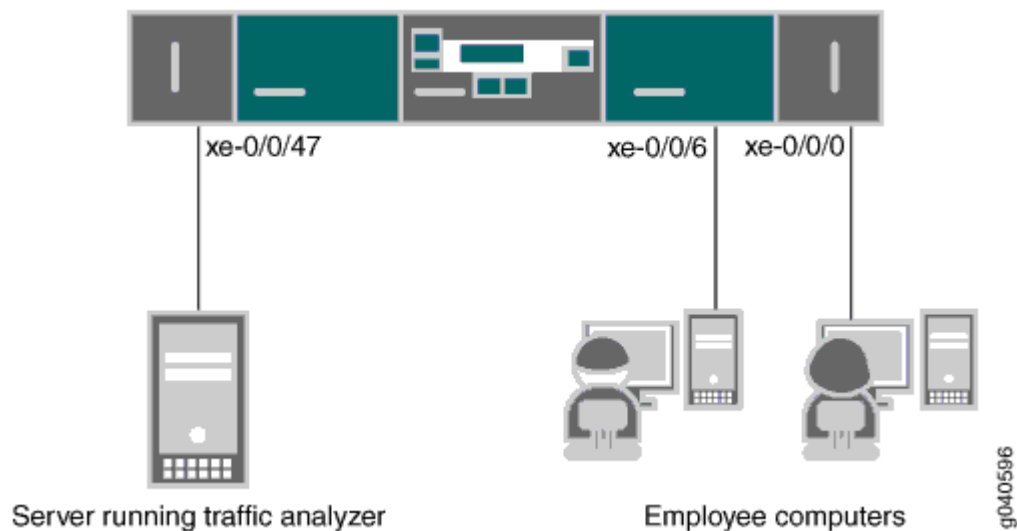 xe-0/0/47
xe-0/0/6
xe-0/0/0
Server running traffic analyzer
Employee computers
g040596